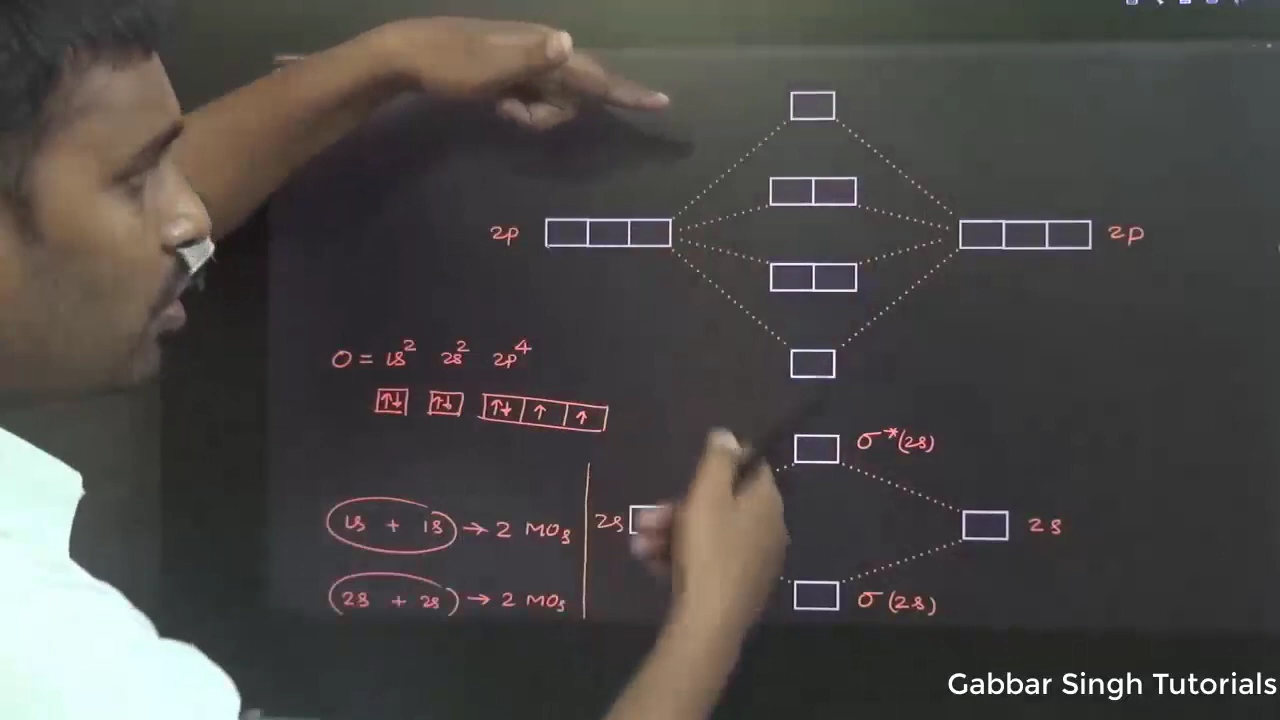 2p 2p
O = 1s² 2s² 2p⁴
↑↓ ↑↓ ↑↓ ↑ ↑
σ*(2s)
1s + 1s → 2 MOs
2s 2s
2s + 2s → 2 MOs
σ(2s)
Gabbar Singh Tutorials